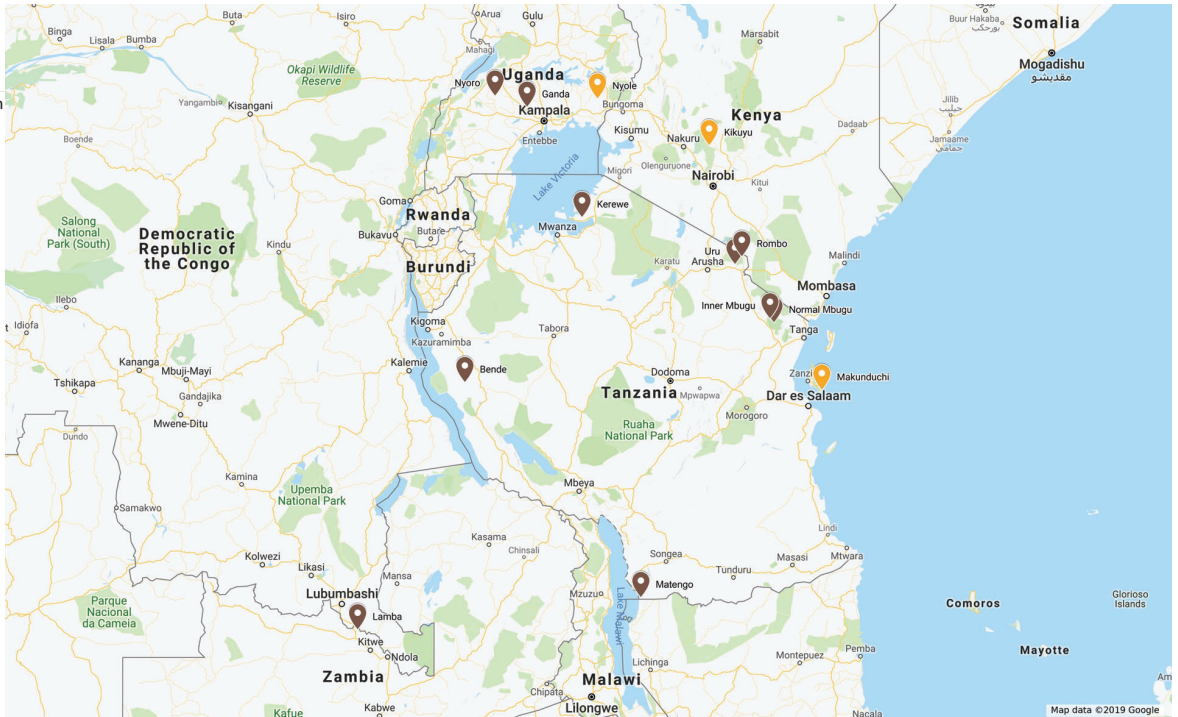 Arua
Gulu
Mahagi
Binga
Lisala
Bumba
Buta
Isiro
Marsabit
Buur Hakaba
بورحكبه
Somalia
Mogadishu
مقديشو
Okapi Wildlife
Reserve
Nyoro
Uganda
Ganda
Nyole
Bungoma
Yangambi
Kisangani
Kampala
Entebbe
Kisumu
Nakuru
Kenya
Kikuyu
Dadaab
Jilib
جيليب
Jamaame
جمامي
Boende
Olenguruone
Lake Victoria
Migori
Nairobi
Kitui
Goma
Rwanda
Kerewe
Salong
National
Park (South)
Democratic
Republic of
the Congo
Kindu
Bukavu
Butare
Mwanza
Uru
Rombo
Arusha
Karatu
Malindi
Burundi
Mombasa
Ilebo
Inner Mbugu
Normal Mbugu
Idiofa
Kigoma
Kazuramimba
Tabora
Tanga
Kananga
Mbuji-Mayi
Kalemie
Bende
Dodoma
Zanzi
Makunduchi
Tshikapa
Gandajika
Tanzania
Mpwapwa
Dar es Salaam
Mwene-Ditu
Morogoro
Dundo
Ruaha
National Park
Kamina
Upemba
National Park
Mbeya
Samakwo
Kasama
Lindi
Kolwezi
Chinsali
Songea
Masasi
Mtwara
Likasi
Mansa
Tunduru
Lubumbashi
Mzuzu
Matengo
Lake Malawi
Parque
Nacional
da Cameia
Lamba
Comoros
Glorioso
Islands
Kitwe
Ndola
Lichinga
Montepuez
Pemba
Mayotte
Zambia
Malawi
Chipata
Lilongwe
Kafue
Kabwe
Nacala
Am
Map data ©2019 Google